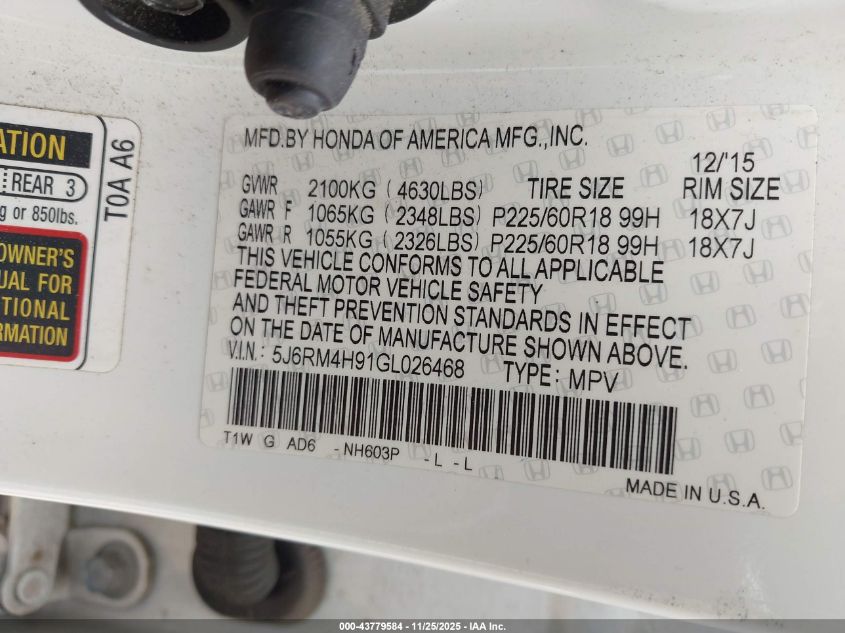 ATION
REAR 3
g or 850lbs.
OWNER'S
UAL FOR
TIONAL
RMATION
T0A A6
MFD.BY HONDA OF AMERICA MFG.,INC.
12/'15
GVWR 2100KG (4630LBS) TIRE SIZE RIM SIZE
GAWR F 1065KG (2348LBS) P225/60R18 99H 18X7J
GAWR R 1055KG (2326LBS) P225/60R18 99H 18X7J
THIS VEHICLE CONFORMS TO ALL APPLICABLE
FEDERAL MOTOR VEHICLE SAFETY
AND THEFT PREVENTION STANDARDS IN EFFECT
ON THE DATE OF MANUFACTURE SHOWN ABOVE.
V.I.N.: 5J6RM4H91GL026468 TYPE: MPV
T1W G AD6 -NH603P -L -L
MADE IN U.S.A.
000-43779584 | 11/25/2025 - IAA Inc.